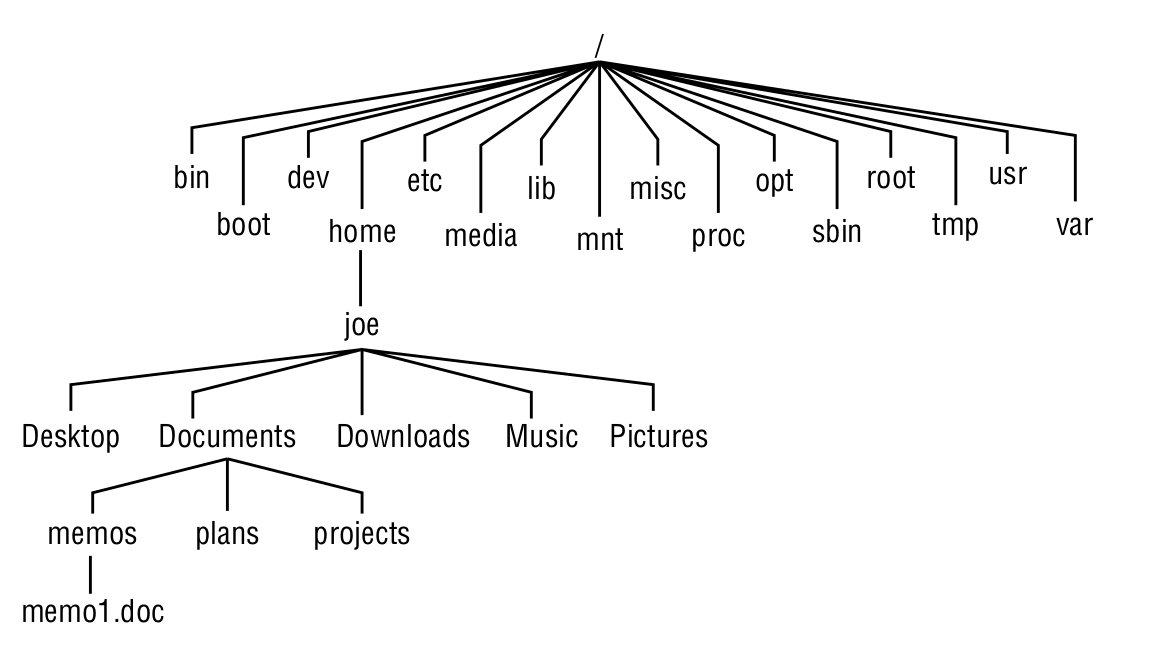 /
bin dev etc lib misc opt root usr
boot home media mnt proc sbin tmp var
joe
Desktop Documents Downloads Music Pictures
memos plans projects
memo1.doc